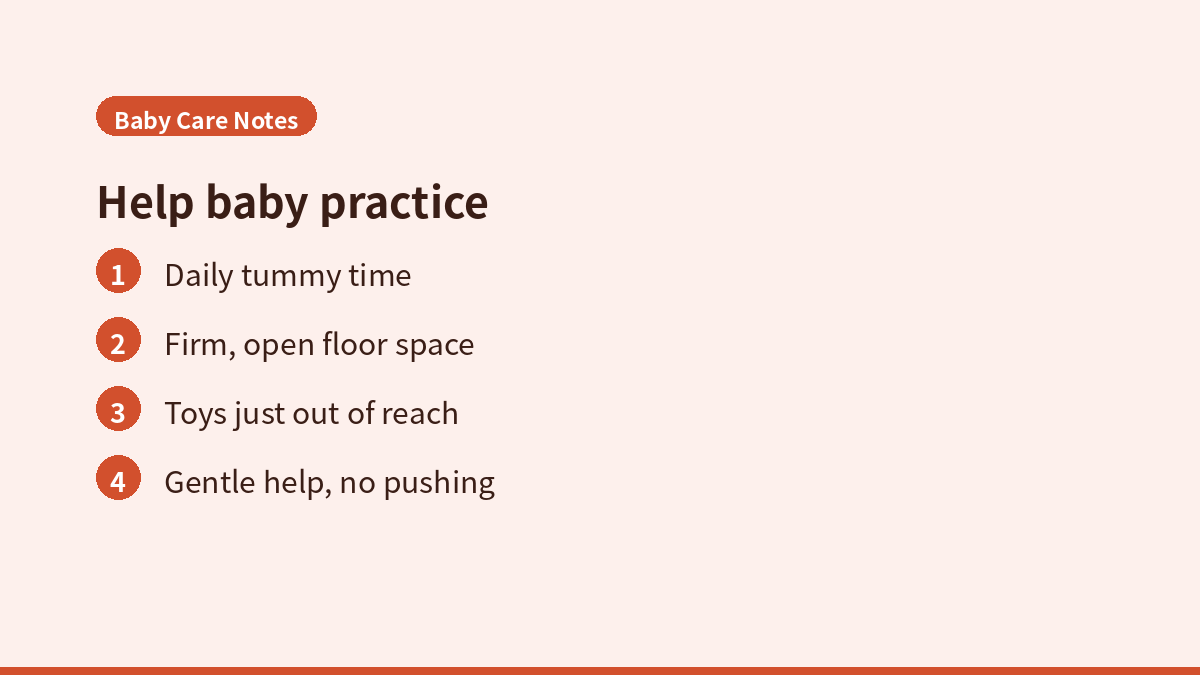 Baby Care Notes
Help baby practice
1 Daily tummy time
2 Firm, open floor space
3 Toys just out of reach
4 Gentle help, no pushing